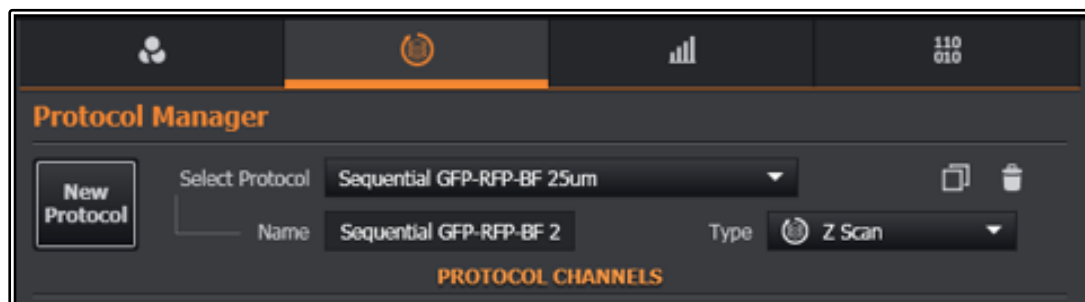 110
010
Protocol Manager
New
Protocol
Select Protocol
Sequential GFP-RFP-BF 25um
Name
Sequential GFP-RFP-BF 2
Type
Z Scan
PROTOCOL CHANNELS